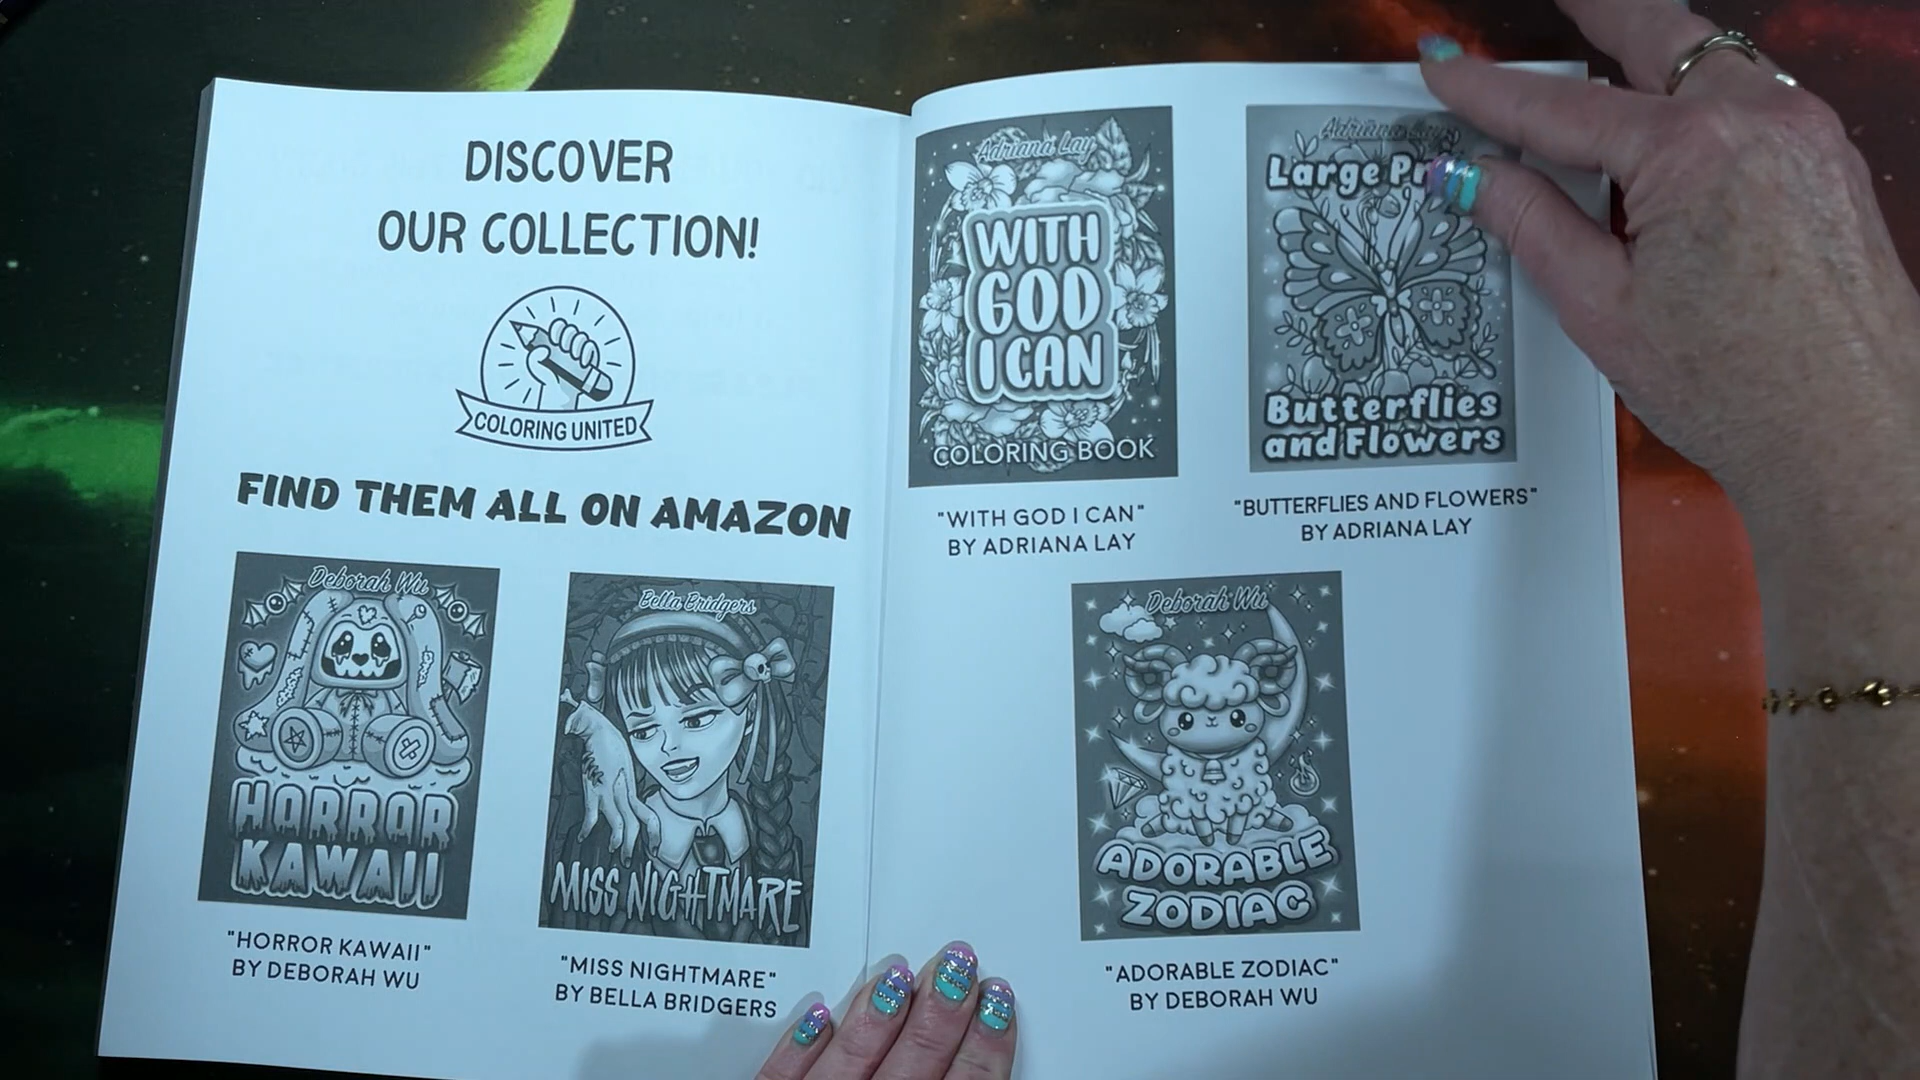 DISCOVER
OUR COLLECTION!
COLORING UNITED
FIND THEM ALL ON AMAZON
Deborah Wu
HORROR
KAWAII
"HORROR KAWAII"
BY DEBORAH WU
Bella Bridgers
MISS NIGHTMARE
"MISS NIGHTMARE"
BY BELLA BRIDGERS
Adriana Lay
WITH
GOD
I CAN
COLORING BOOK
"WITH GOD I CAN"
BY ADRIANA LAY
Adriana Lay
Large
Butterflies
and Flowers
"BUTTERFLIES AND FLOWERS"
BY ADRIANA LAY
Deborah Wu
ADORABLE
ZODIAC
"ADORABLE ZODIAC"
BY DEBORAH WU